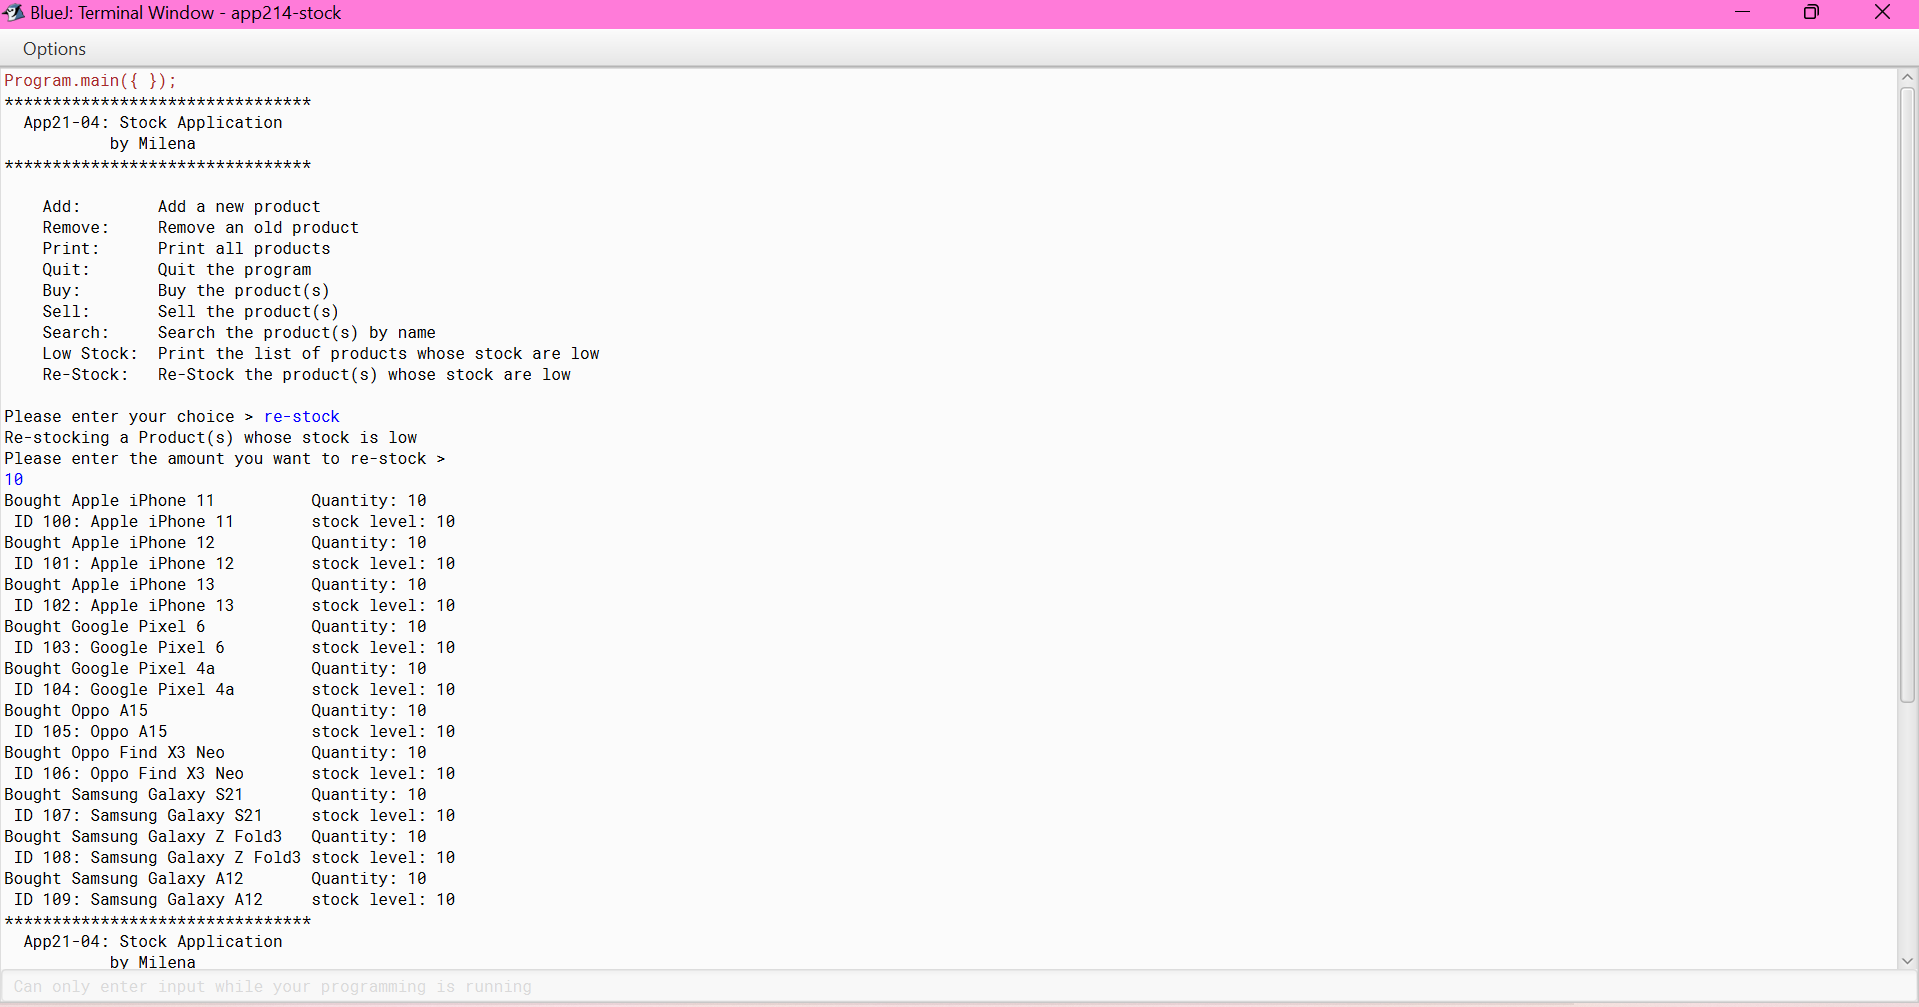 BlueJ: Terminal Window - app214-stock
Options
Program.main({ });
********************************
App21-04: Stock Application
by Milena
********************************
Add: Add a new product
Remove: Remove an old product
Print: Print all products
Quit: Quit the program
Buy: Buy the product(s)
Sell: Sell the product(s)
Search: Search the product(s) by name
Low Stock: Print the list of products whose stock are low
Re-Stock: Re-Stock the product(s) whose stock are low
Please enter your choice > re-stock
Re-stocking a Product(s) whose stock is low
Please enter the amount you want to re-stock >
10
Bought Apple iPhone 11 Quantity: 10
ID 100: Apple iPhone 11 stock level: 10
Bought Apple iPhone 12 Quantity: 10
ID 101: Apple iPhone 12 stock level: 10
Bought Apple iPhone 13 Quantity: 10
ID 102: Apple iPhone 13 stock level: 10
Bought Google Pixel 6 Quantity: 10
ID 103: Google Pixel 6 stock level: 10
Bought Google Pixel 4a Quantity: 10
ID 104: Google Pixel 4a stock level: 10
Bought Oppo A15 Quantity: 10
ID 105: Oppo A15 stock level: 10
Bought Oppo Find X3 Neo Quantity: 10
ID 106: Oppo Find X3 Neo stock level: 10
Bought Samsung Galaxy S21 Quantity: 10
ID 107: Samsung Galaxy S21 stock level: 10
Bought Samsung Galaxy Z Fold3 Quantity: 10
ID 108: Samsung Galaxy Z Fold3 stock level: 10
Bought Samsung Galaxy A12 Quantity: 10
ID 109: Samsung Galaxy A12 stock level: 10
********************************
App21-04: Stock Application
by Milena
Can only enter input while your programming is running